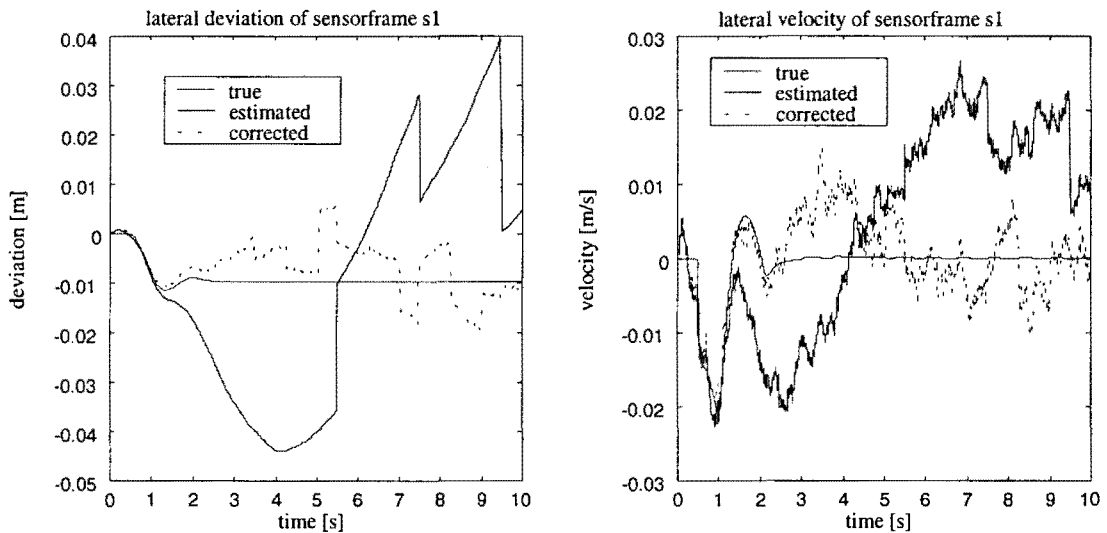 lateral deviation of sensorframe s1
0.04
0.03
0.02
0.01
0
-0.01
-0.02
-0.03
-0.04
-0.05
deviation [m]
true
estimated
corrected
0 1 2 3 4 5 6 7 8 9 10
time [s]
lateral velocity of sensorframe s1
0.03
0.02
0.01
0
-0.01
-0.02
-0.03
velocity [m/s]
true
estimated
corrected
0 1 2 3 4 5 6 7 8 9 10
time [s]